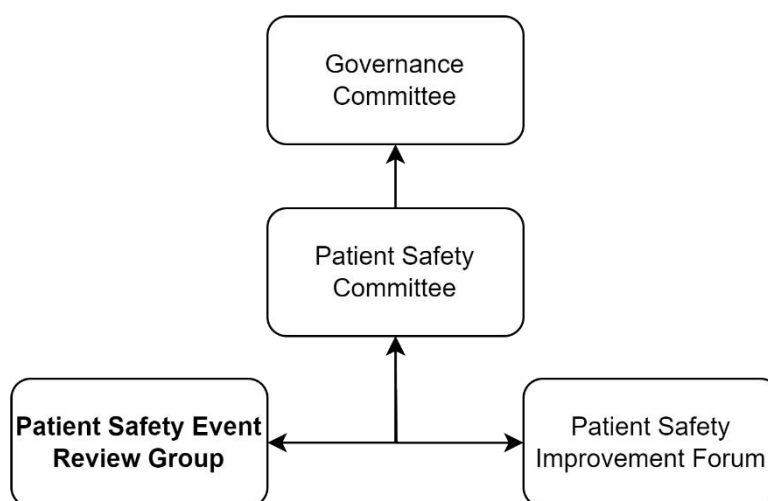 Governance
Committee
Patient Safety
Committee
Patient Safety Event
Review Group
Patient Safety
Improvement Forum